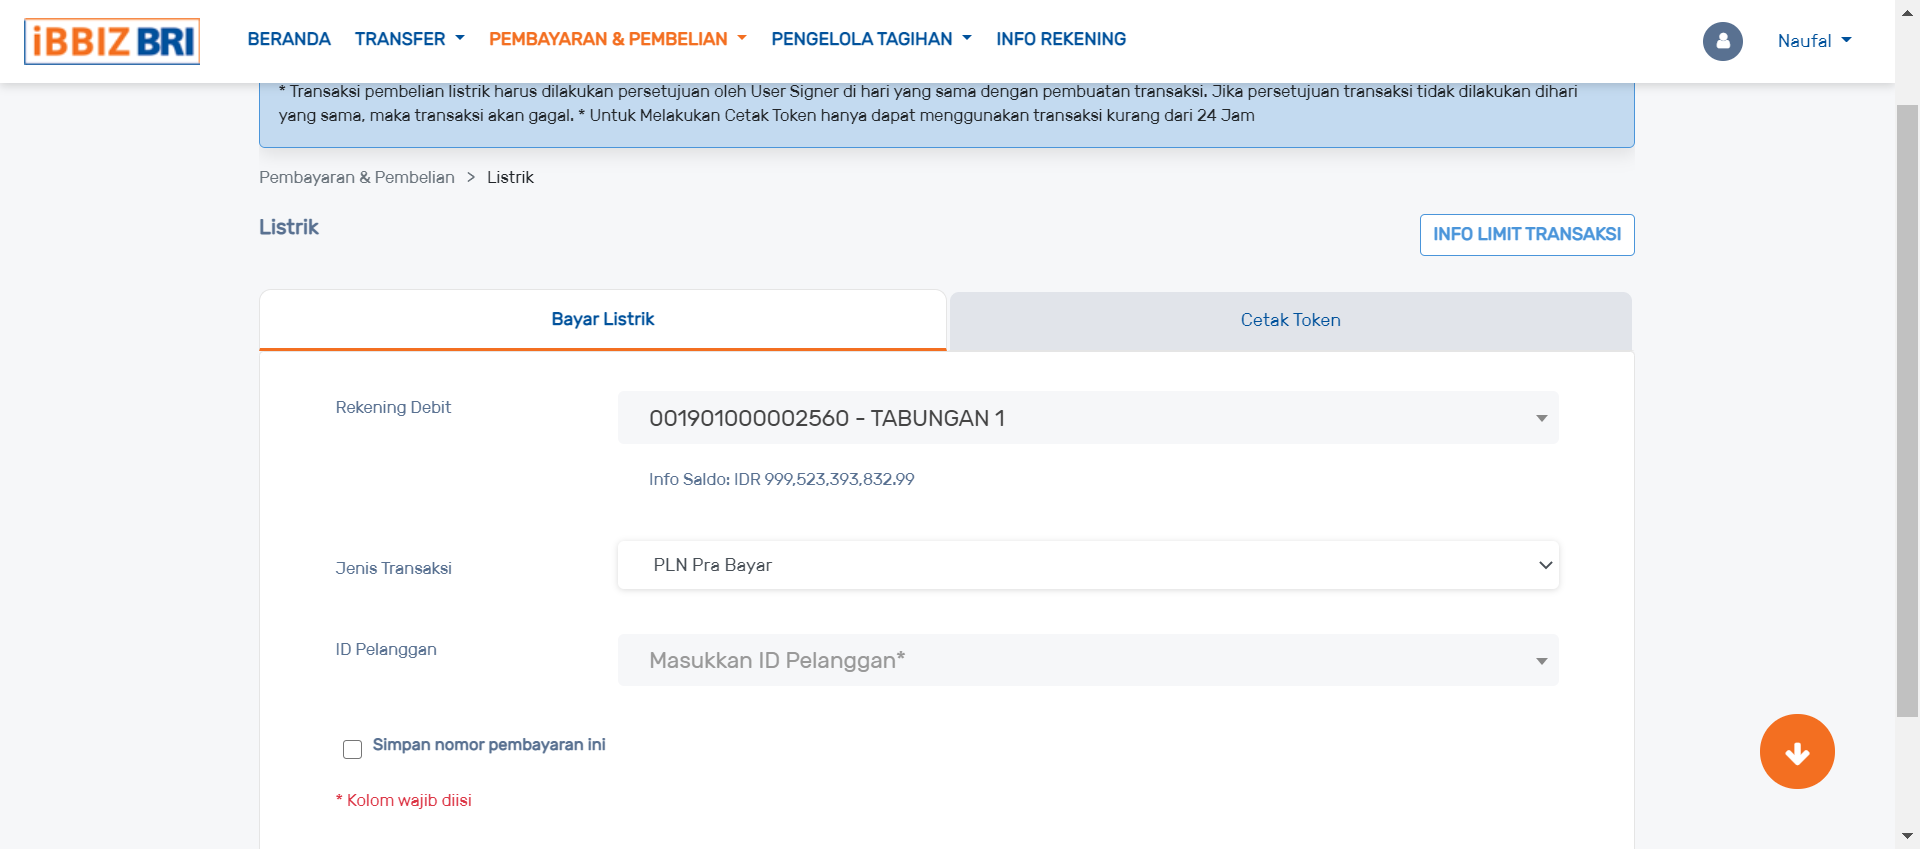 iBBIZ BRI
BERANDA TRANSFER PEMBAYARAN & PEMBELIAN PENGELOLA TAGIHAN INFO REKENING Naufal
* Transaksi pembelian listrik harus dilakukan persetujuan oleh User Signer di hari yang sama dengan pembuatan transaksi. Jika persetujuan transaksi tidak dilakukan dihari
yang sama, maka transaksi akan gagal. * Untuk Melakukan Cetak Token hanya dapat menggunakan transaksi kurang dari 24 Jam
Pembayaran & Pembelian > Listrik
Listrik
INFO LIMIT TRANSAKSI
Bayar Listrik
Cetak Token
Rekening Debit
001901000002560 - TABUNGAN 1
Info Saldo: IDR 999,523,393,832.99
Jenis Transaksi
PLN Pra Bayar
ID Pelanggan
Masukkan ID Pelanggan*
Simpan nomor pembayaran ini
* Kolom wajib diisi